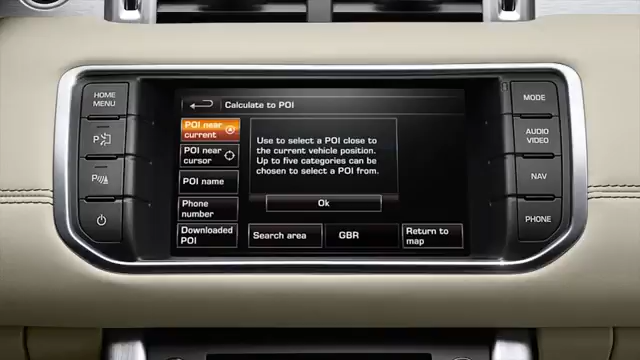 HOME
MENU
P
P
MODE
AUDIO
VIDEO
NAV
PHONE
Calculate to POI
POI near
current
POI near
cursor
POI name
Phone
number
Downloaded
POI
Use to select a POI close to
the current vehicle position.
Up to five categories can be
chosen to select a POI from.
Ok
Search area
GBR
Return to
map